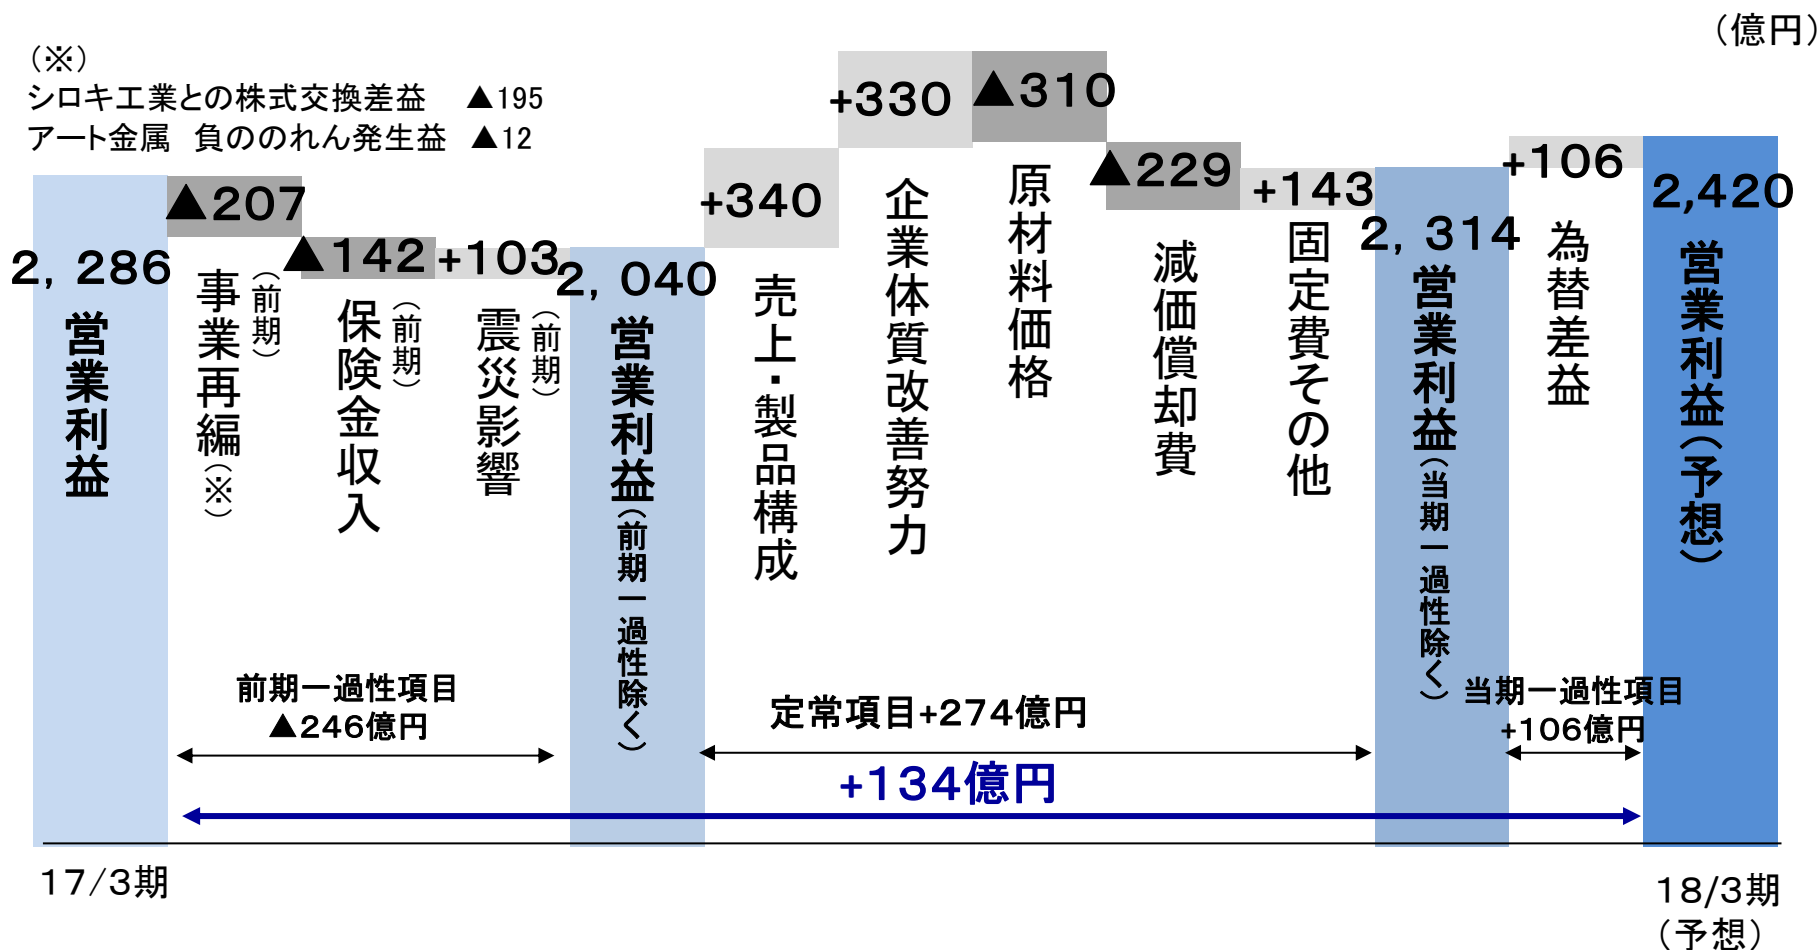 （億円）
（※）
シロキ工業との株式交換差益　▲195
アート金属　負ののれん発生益　▲12
2, 286
営業利益
▲207
事業再編（※）
（前期）
▲142
保険金収入
（前期）
+103
震災影響
（前期）
2, 040
営業利益（前期一過性除く）
+340
売上・製品構成
+330
企業体質改善努力
▲310
原材料価格
▲229
減価償却費
+143
固定費その他
2, 314
営業利益（当期一過性除く）
+106
為替差益
2,420
営業利益（予想）
前期一過性項目
▲246億円
定常項目+274億円
当期一過性項目
+106億円
+134億円
17/3期
18/3期
（予想）